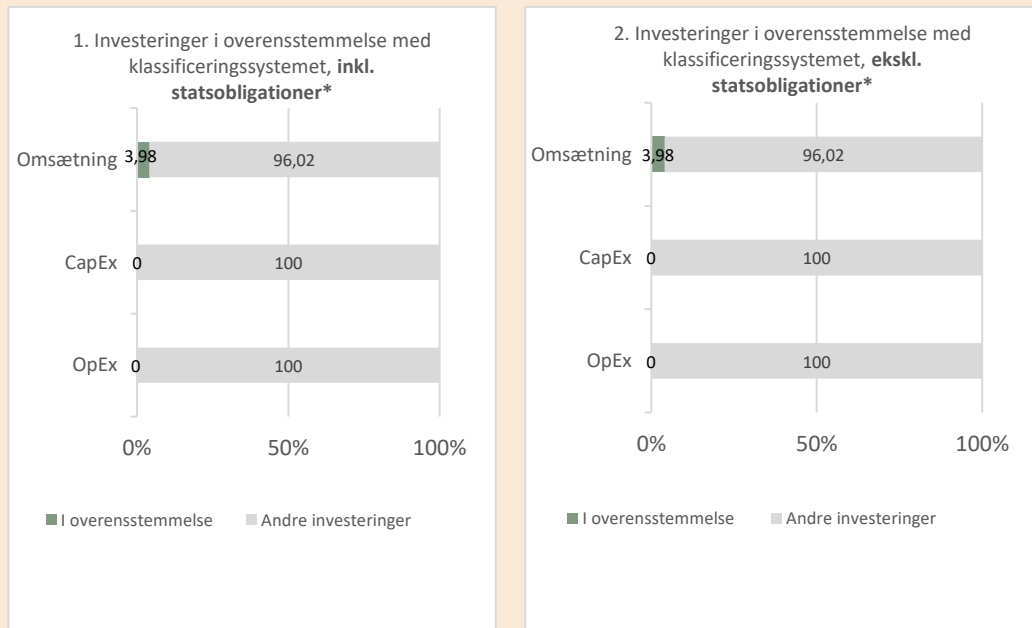 1. Investeringer i overensstemmelse med
klassificeringssystemet, inkl.
statsobligationer*
Omsætning 3,98 96,02
CapEx 0 100
OpEx 0 100
0% 50% 100%
I overensstemmelse Andre investeringer
2. Investeringer i overensstemmelse med
klassificeringssystemet, ekskl.
statsobligationer*
Omsætning 3,98 96,02
CapEx 0 100
OpEx 0 100
0% 50% 100%
I overensstemmelse Andre investeringer